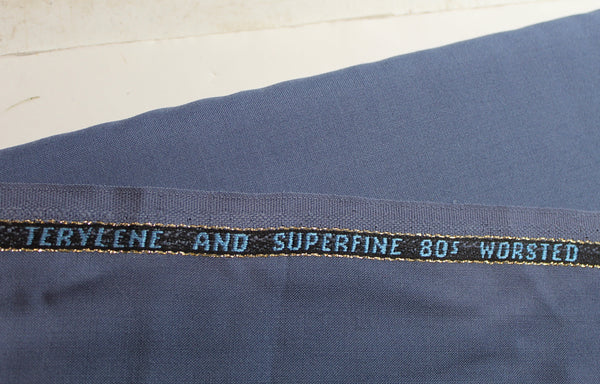 TERYLENE AND SUPERFINE 80s WORSTED